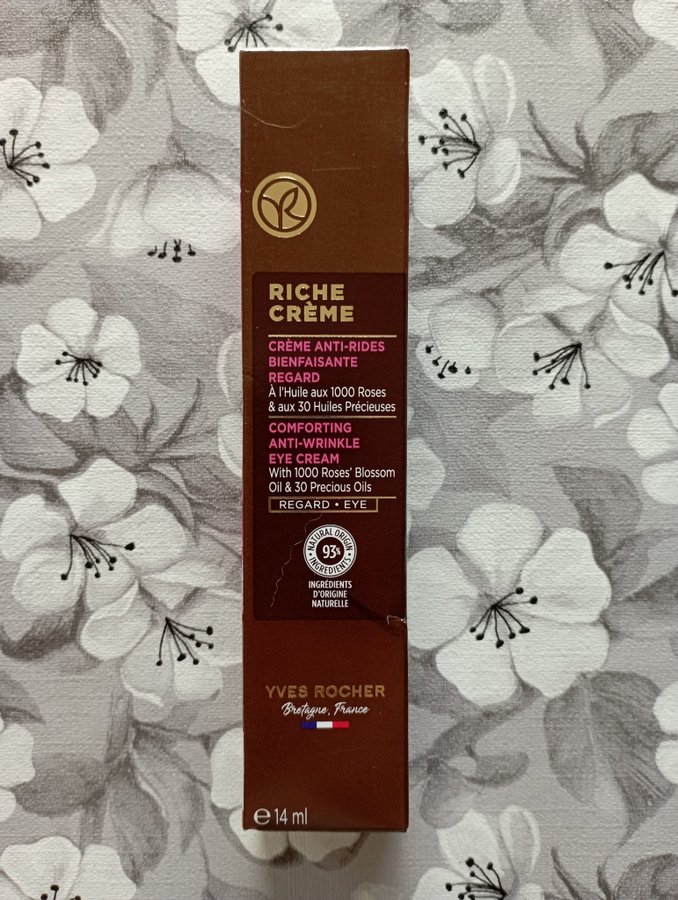 RICHE
CRÈME
CRÈME ANTI-RIDES
BIENFAISANTE
REGARD
À l'Huile aux 1000 Roses
& aux 30 Huiles Précieuses
COMFORTING
ANTI-WRINKLE
EYE CREAM
With 1000 Roses' Blossom
Oil & 30 Precious Oils
REGARD • EYE
NATURAL ORIGIN
93%
INGREDIENTS
INGRÉDIENTS
D'ORIGINE
NATURELLE
YVES ROCHER
Bretagne, France
℮ 14 ml